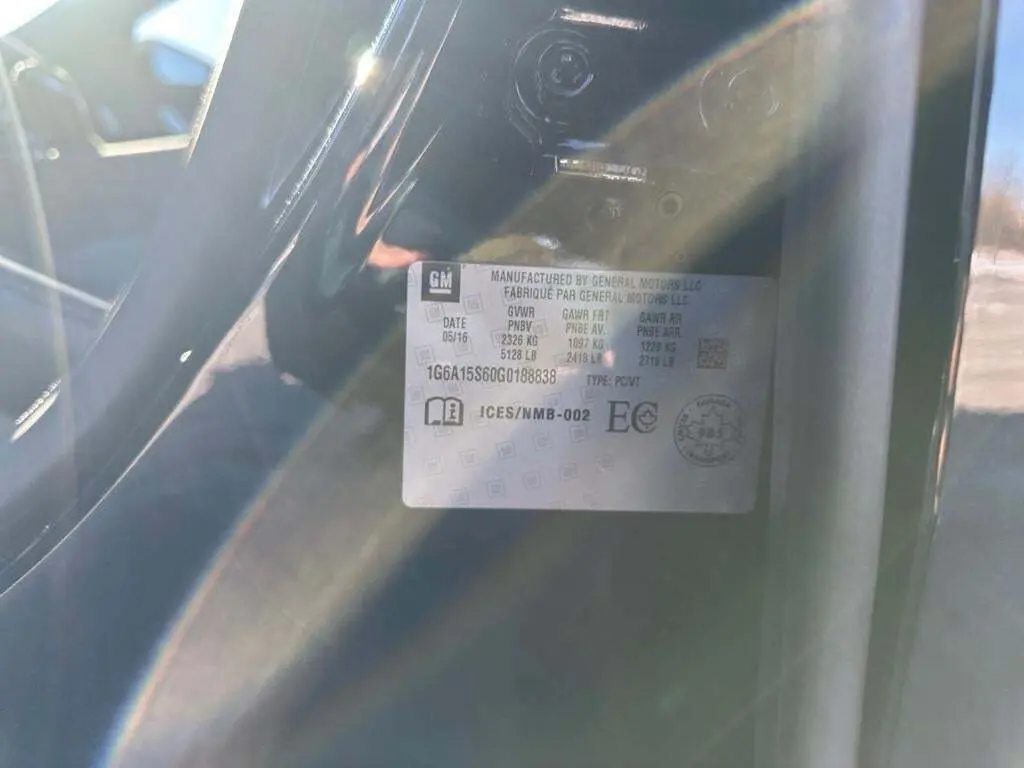 GM
MANUFACTURED BY GENERAL MOTORS LLC
FABRIQUÉ PAR GENERAL MOTORS LLC
GVWR GAWR FRT GAWR RR
DATE PNBV PNBE AV. PNBE ARR.
05/16 2326 KG 1097 KG 1229 KG
5128 LB 2418 LB 2710 LB
1G6A15S60G0188838 TYPE: PC/VT
ICES/NMB-002 EC